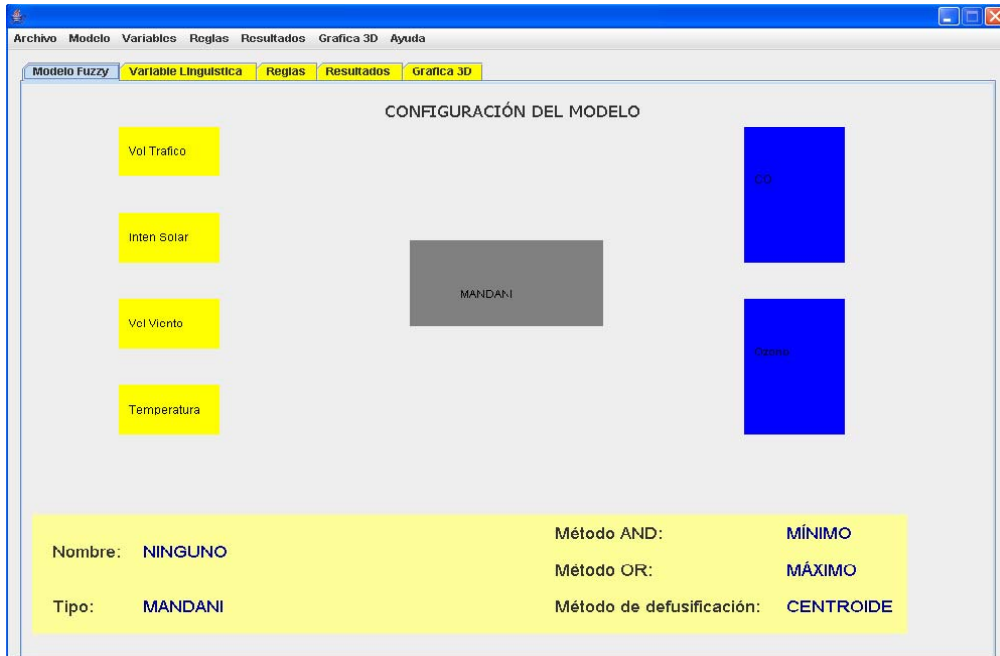 Archivo Modelo Variables Reglas Resultados Grafica 3D Ayuda
Modelo Fuzzy Variable Linguistica Reglas Resultados Grafica 3D
CONFIGURACIÓN DEL MODELO
Vol Trafico
CO
Inten Solar
MANDANI
Vel Viento
Ozono
Temperatura
Nombre: NINGUNO
Tipo: MANDANI
Método AND: MÍNIMO
Método OR: MÁXIMO
Método de defusificación: CENTROIDE